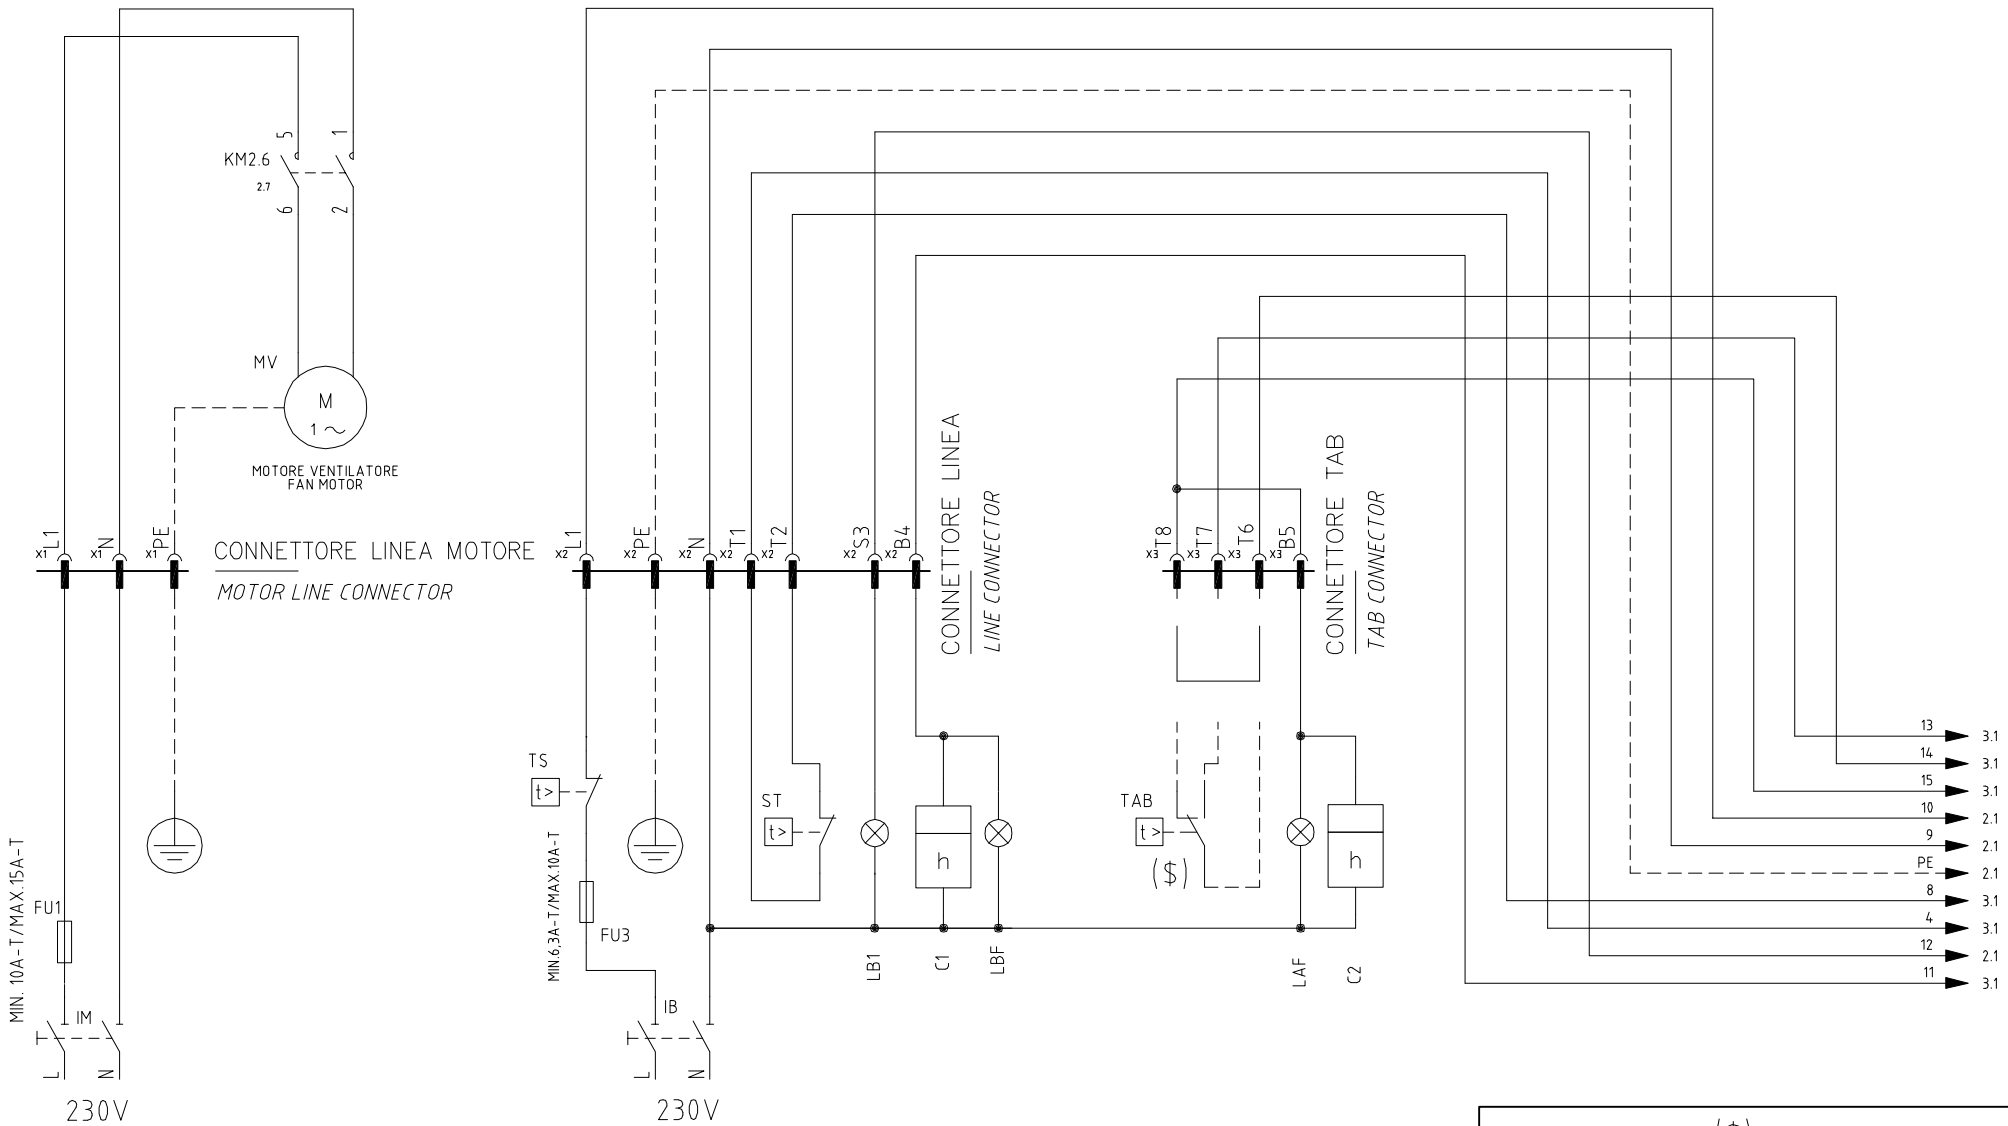 5
1
KM2.6
2.7
6
2
MV
M
1 ~
MOTORE VENTILATORE
FAN MOTOR
x1 L1
x1 N
x1 PE
CONNETTORE LINEA MOTORE
MOTOR LINE CONNECTOR
x2 L1
x2 PE
x2 N
x2 T1
x2 T2
x2 S3
x2 B4
CONNETTORE LINEA
LINE CONNECTOR
x3 T8
x3 T7
x3 T6
x3 B5
CONNETTORE TAB
TAB CONNECTOR
TS
t>
ST
t>
TAB
t>
($)
h
h
MIN. 10A-T/MAX.15A-T
FU1
MIN.6,3A-T/MAX.10A-T
FU3
LB1
C1
LBF
LAF
C2
IM
L
N
230V
IB
L
N
230V
13 3.1
14 3.1
15 3.1
10 2.1
9 2.1
PE 2.1
8 3.1
4 3.1
12 2.1
11 3.1